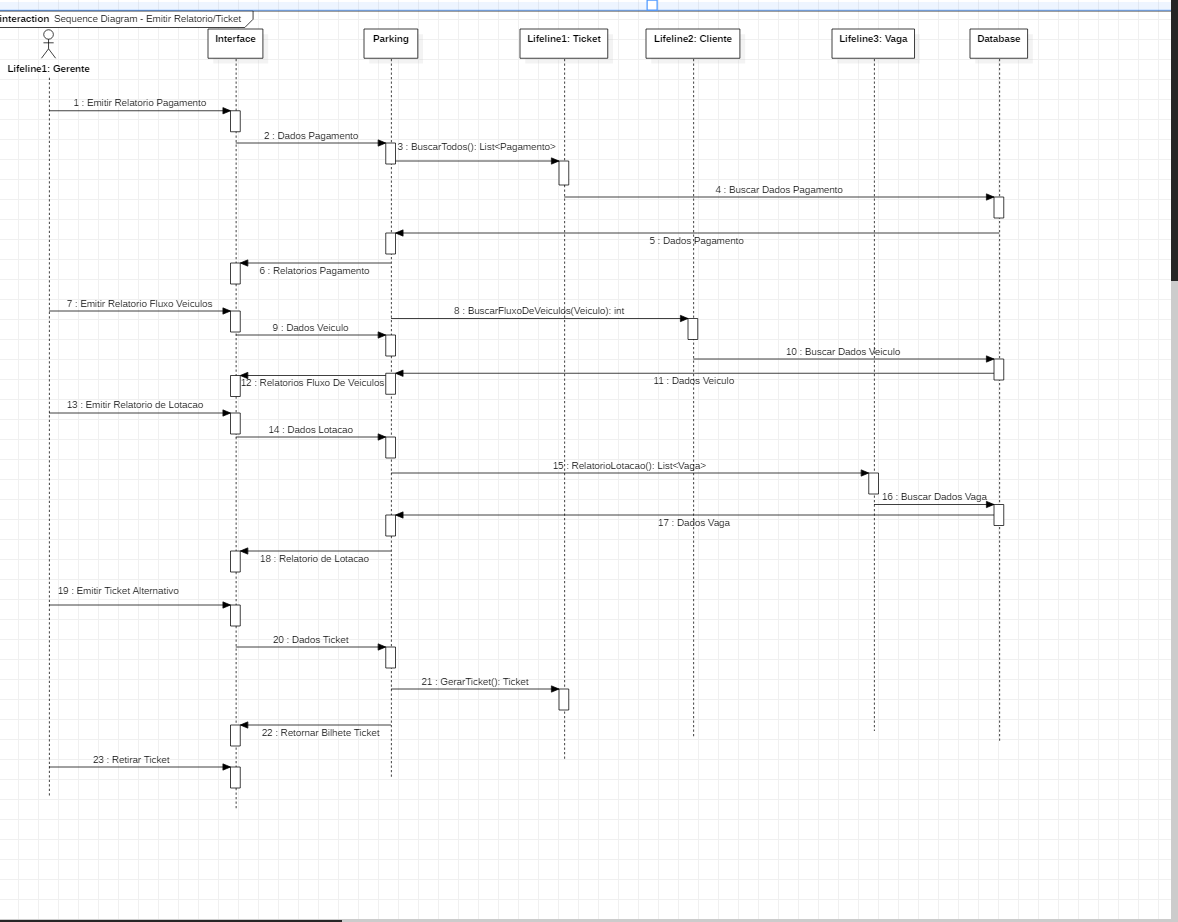 interaction Sequence Diagram - Emitir Relatorio/Ticket
Lifeline1: Gerente
Interface
Parking
Lifeline1: Ticket
Lifeline2: Cliente
Lifeline3: Vaga
Database
1 : Emitir Relatorio Pagamento
2 : Dados Pagamento
3 : BuscarTodos(): List<Pagamento>
4 : Buscar Dados Pagamento
5 : Dados Pagamento
6 : Relatorios Pagamento
7 : Emitir Relatorio Fluxo Veiculos
8 : BuscarFluxoDeVeiculos(Veiculo): int
9 : Dados Veiculo
10 : Buscar Dados Veiculo
11 : Dados Veiculo
12 : Relatorios Fluxo De Veiculos
13 : Emitir Relatorio de Lotacao
14 : Dados Lotacao
15 : RelatorioLotacao(): List<Vaga>
16 : Buscar Dados Vaga
17 : Dados Vaga
18 : Relatorio de Lotacao
19 : Emitir Ticket Alternativo
20 : Dados Ticket
21 : GerarTicket(): Ticket
22 : Retornar Bilhete Ticket
23 : Retirar Ticket